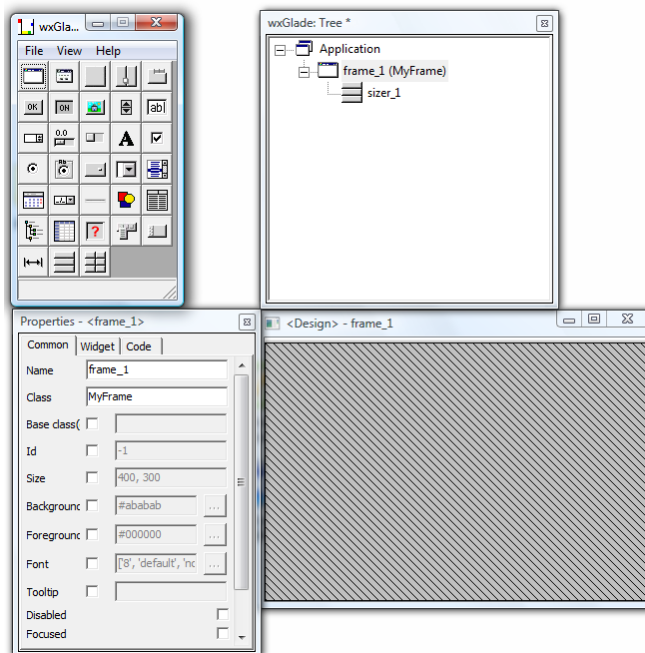 wxGla...
File View Help
OK ON ab|
0.0
A
Ab
?
wxGlade: Tree *
Application
frame_1 (MyFrame)
sizer_1
Properties - <frame_1>
Common Widget Code
Name frame_1
Class MyFrame
Base class(
Id -1
Size 400, 300
Background #ababab ...
Foreground #000000 ...
Font ['8', 'default', 'no ...
Tooltip
Disabled
Focused
<Design> - frame_1